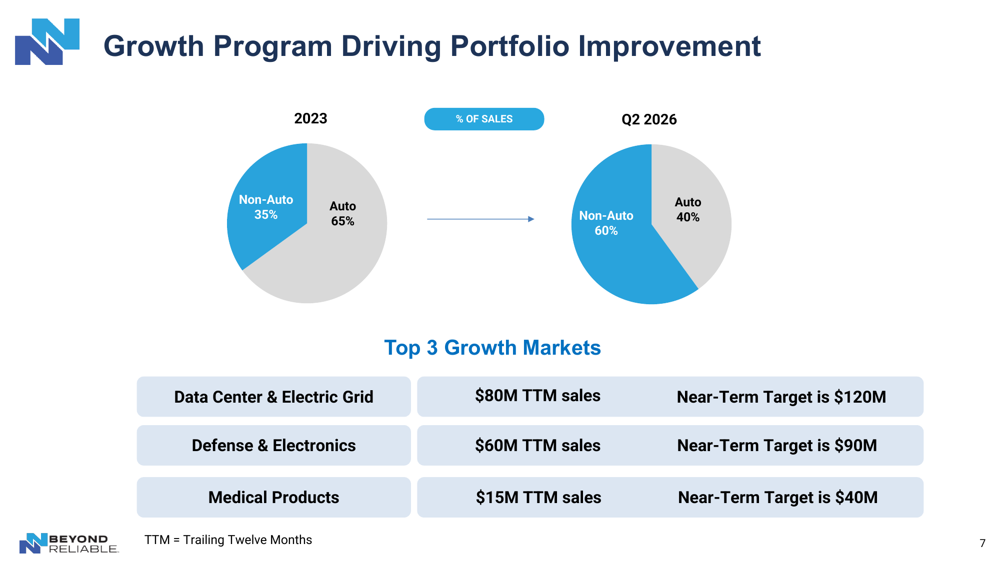 Growth Program Driving Portfolio Improvement
2023
% OF SALES
Q2 2026
Non-Auto
35%
Auto
65%
Non-Auto
60%
Auto
40%
Top 3 Growth Markets
Data Center & Electric Grid
$80M TTM sales
Near-Term Target is $120M
Defense & Electronics
$60M TTM sales
Near-Term Target is $90M
Medical Products
$15M TTM sales
Near-Term Target is $40M
BEYOND
RELIABLE
TTM = Trailing Twelve Months
7